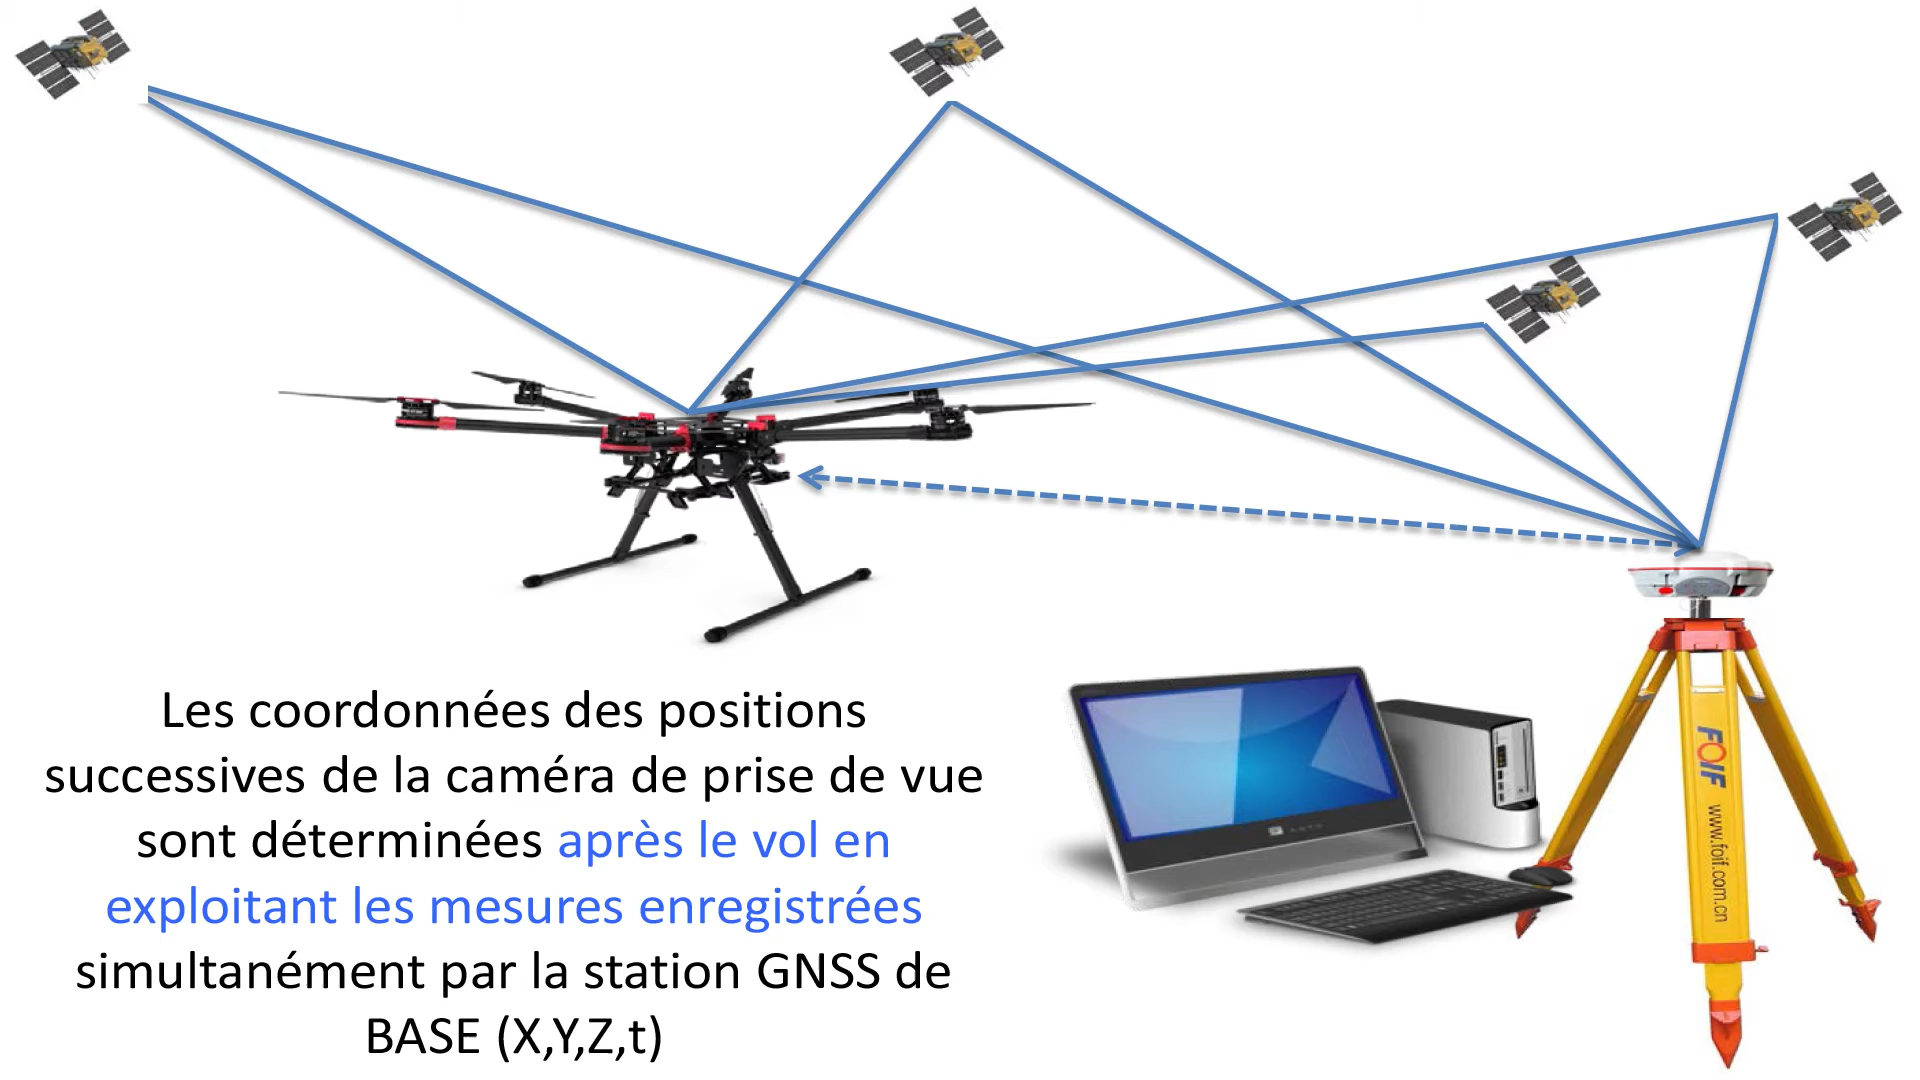 Les coordonnées des positions
successives de la caméra de prise de vue
sont déterminées après le vol en
exploitant les mesures enregistrées
simultanément par la station GNSS de
BASE (X,Y,Z,t)
FOIF www.foif.com.cn